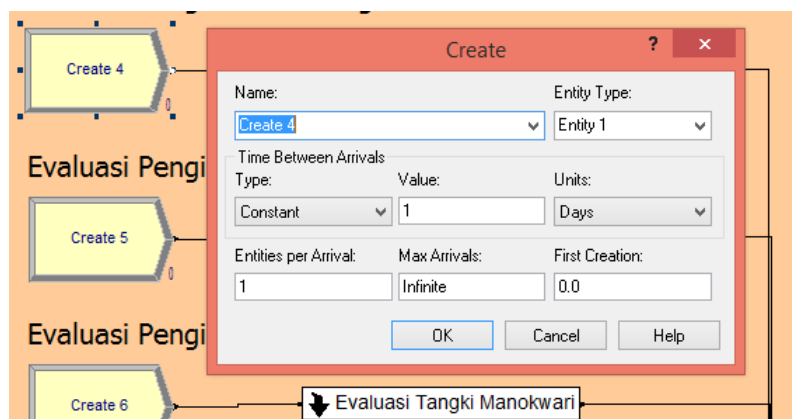 Create 4
0
Create
?
×
Name:
Entity Type:
Create 4
Entity 1
Time Between Arrivals
Type:
Value:
Units:
Constant
1
Days
Entities per Arrival:
Max Arrivals:
First Creation:
1
Infinite
0.0
OK
Cancel
Help
Evaluasi Pengi
Create 5
0
Evaluasi Pengi
Create 6
Evaluasi Tangki Manokwari